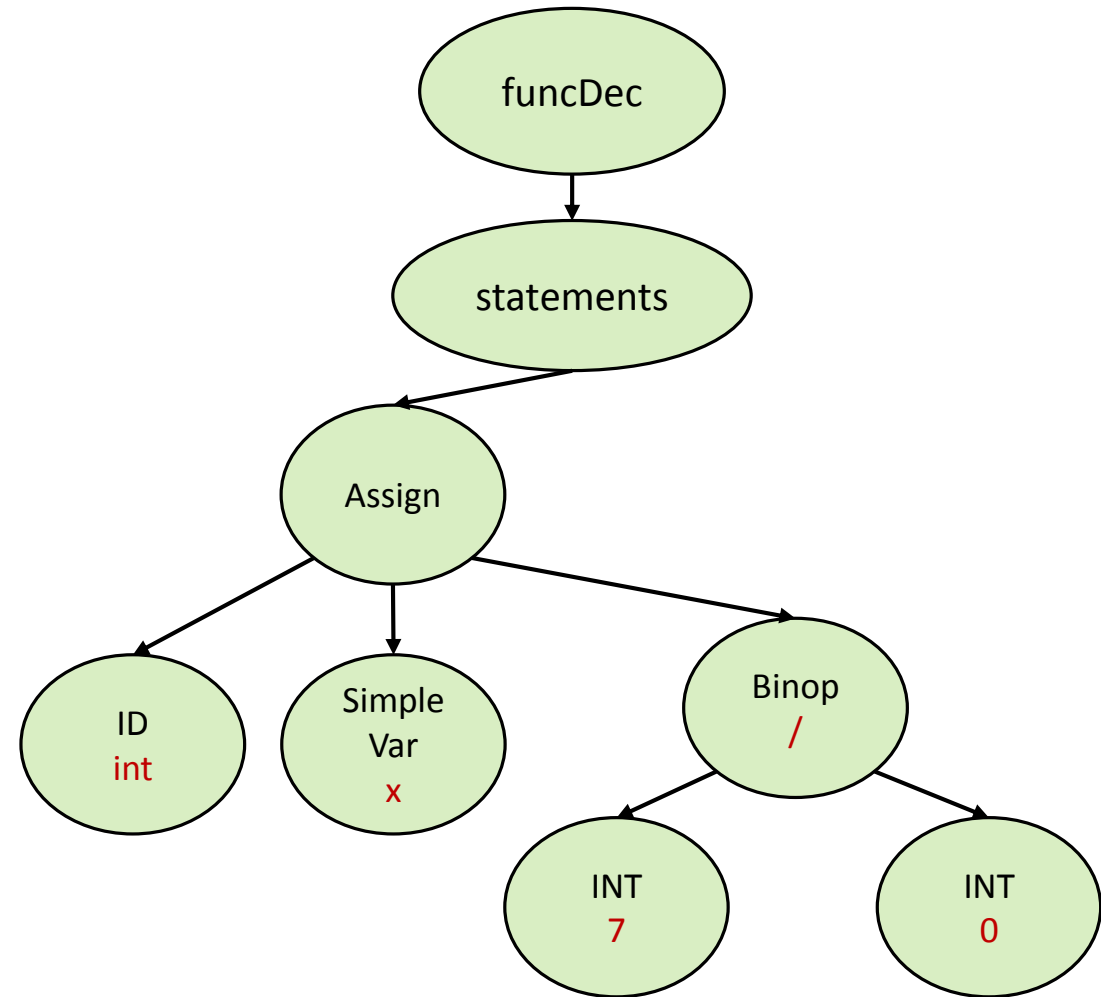 funcDec
statements
Assign
ID
int
Simple
Var
x
Binop
/
INT
7
INT
0